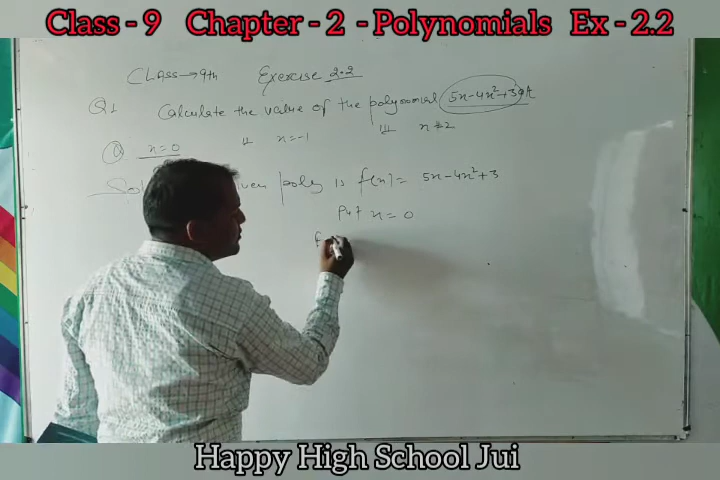 Class - 9 Chapter - 2 - Polynomials Ex - 2.2
CLASS→9th Exercise 2.2
Q1 Calculate the value of the polynomial 5x-4x²+3 at
x=0 ii x=-1 iii x=2
given poly is f(x)= 5x-4x²+3
Put x=0
f
Happy High School Jui